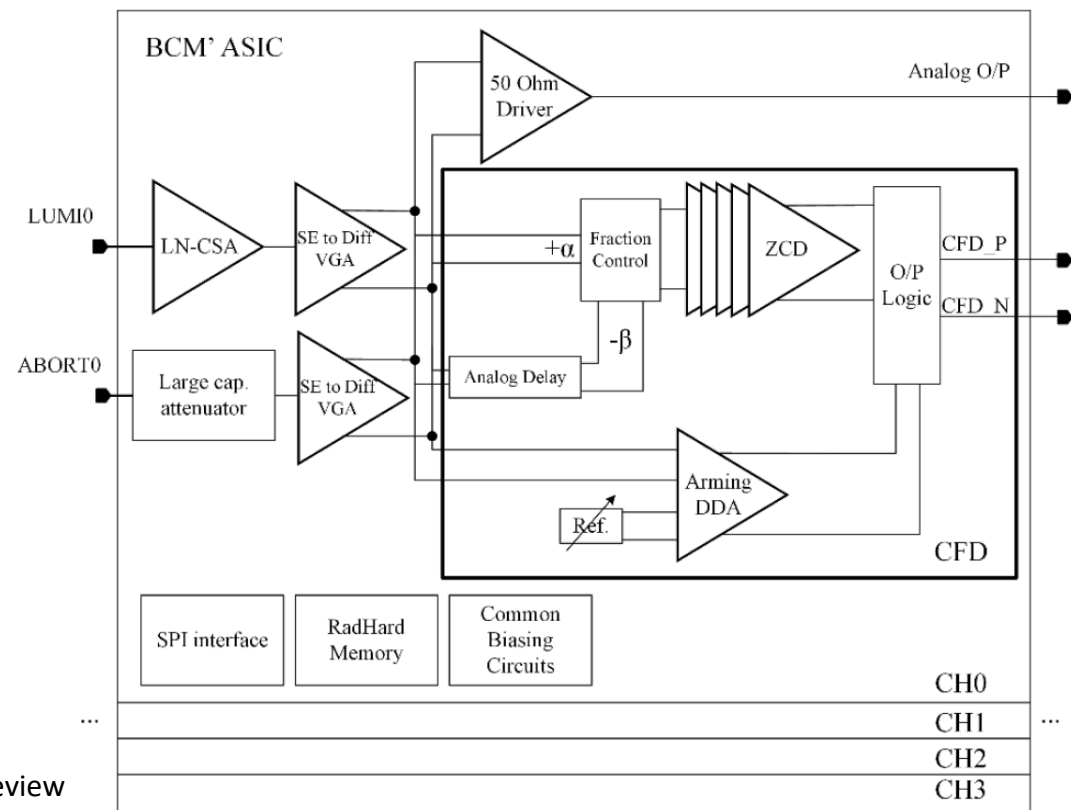 BCM’ ASIC
50 Ohm
Driver
Analog O/P
LUMI0
LN-CSA
SE to Diff
VGA
+α
Fraction
Control
ZCD
O/P
Logic
CFD_P
CFD_N
-β
ABORT0
Large cap.
attenuator
SE to Diff
VGA
Analog Delay
Arming
DDA
Ref.
CFD
SPI interface
RadHard
Memory
Common
Biasing
Circuits
CH0
...
CH1
...
CH2
CH3